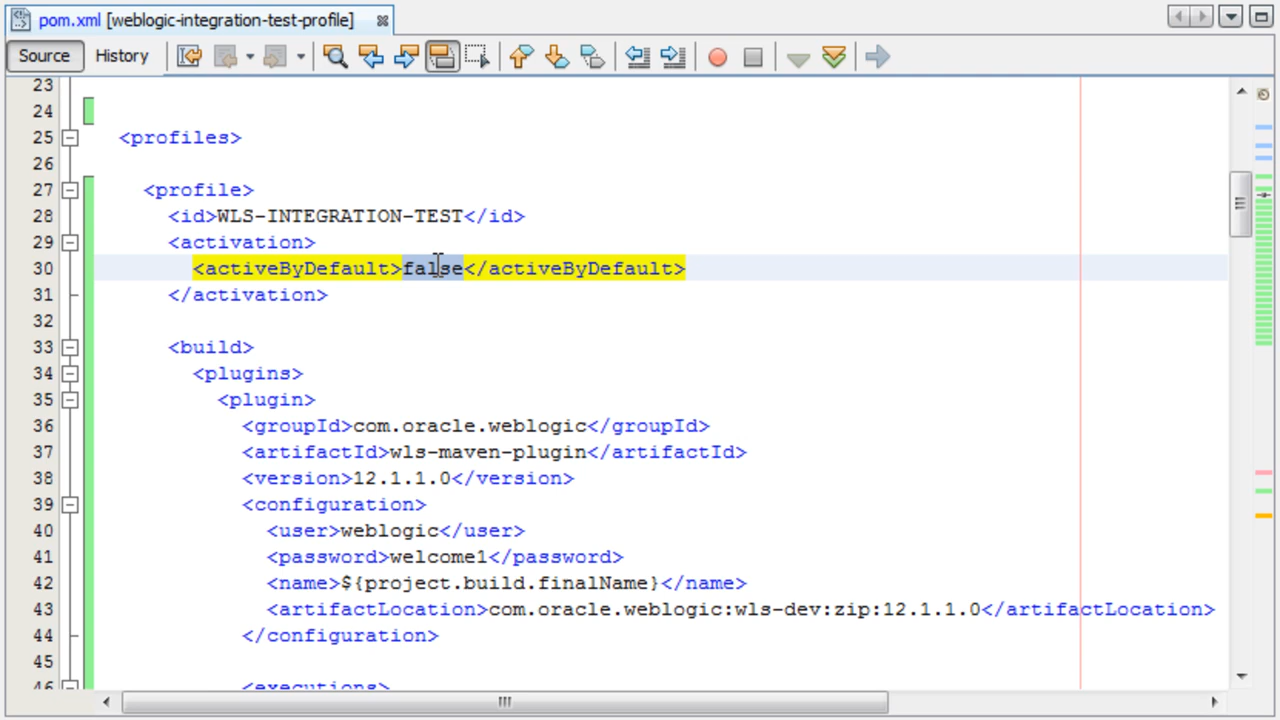 pom.xml [weblogic-integration-test-profile]
Source History
23
24
25 <profiles>
26
27 <profile>
28 <id>WLS-INTEGRATION-TEST</id>
29 <activation>
30 <activeByDefault>false</activeByDefault>
31 </activation>
32
33 <build>
34 <plugins>
35 <plugin>
36 <groupId>com.oracle.weblogic</groupId>
37 <artifactId>wls-maven-plugin</artifactId>
38 <version>12.1.1.0</version>
39 <configuration>
40 <user>weblogic</user>
41 <password>welcome1</password>
42 <name>${project.build.finalName}</name>
43 <artifactLocation>com.oracle.weblogic:wls-dev:zip:12.1.1.0</artifactLocation>
44 </configuration>
45
46 <executions>